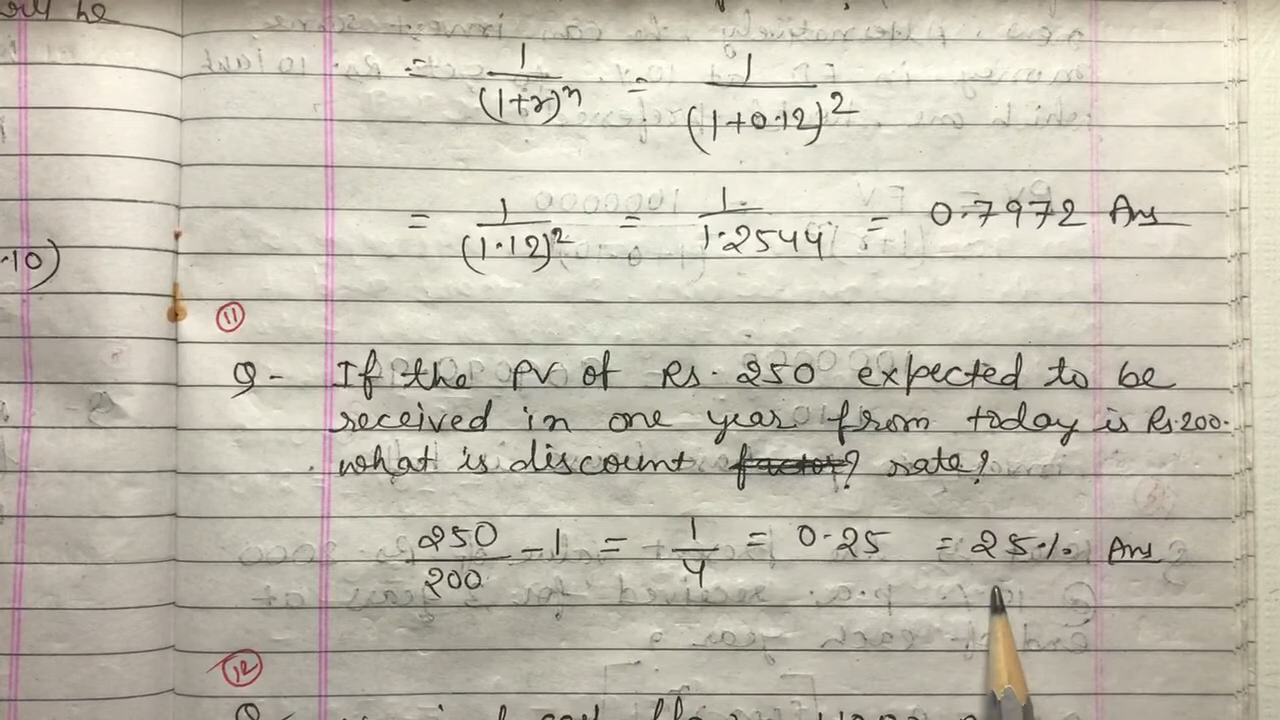 he
= 1/(1+r)^n = 1/(1+0.12)^2
= 1/(1.12)^2 = 1/1.2544 = 0.7972 Ans
.10)
11
Q- If the PV of Rs. 250 expected to be
received in one year from today is Rs.200.
what is discount factor? rate?
250/200 - 1 = 1/4 = 0.25 = 25% Ans
12
Q-